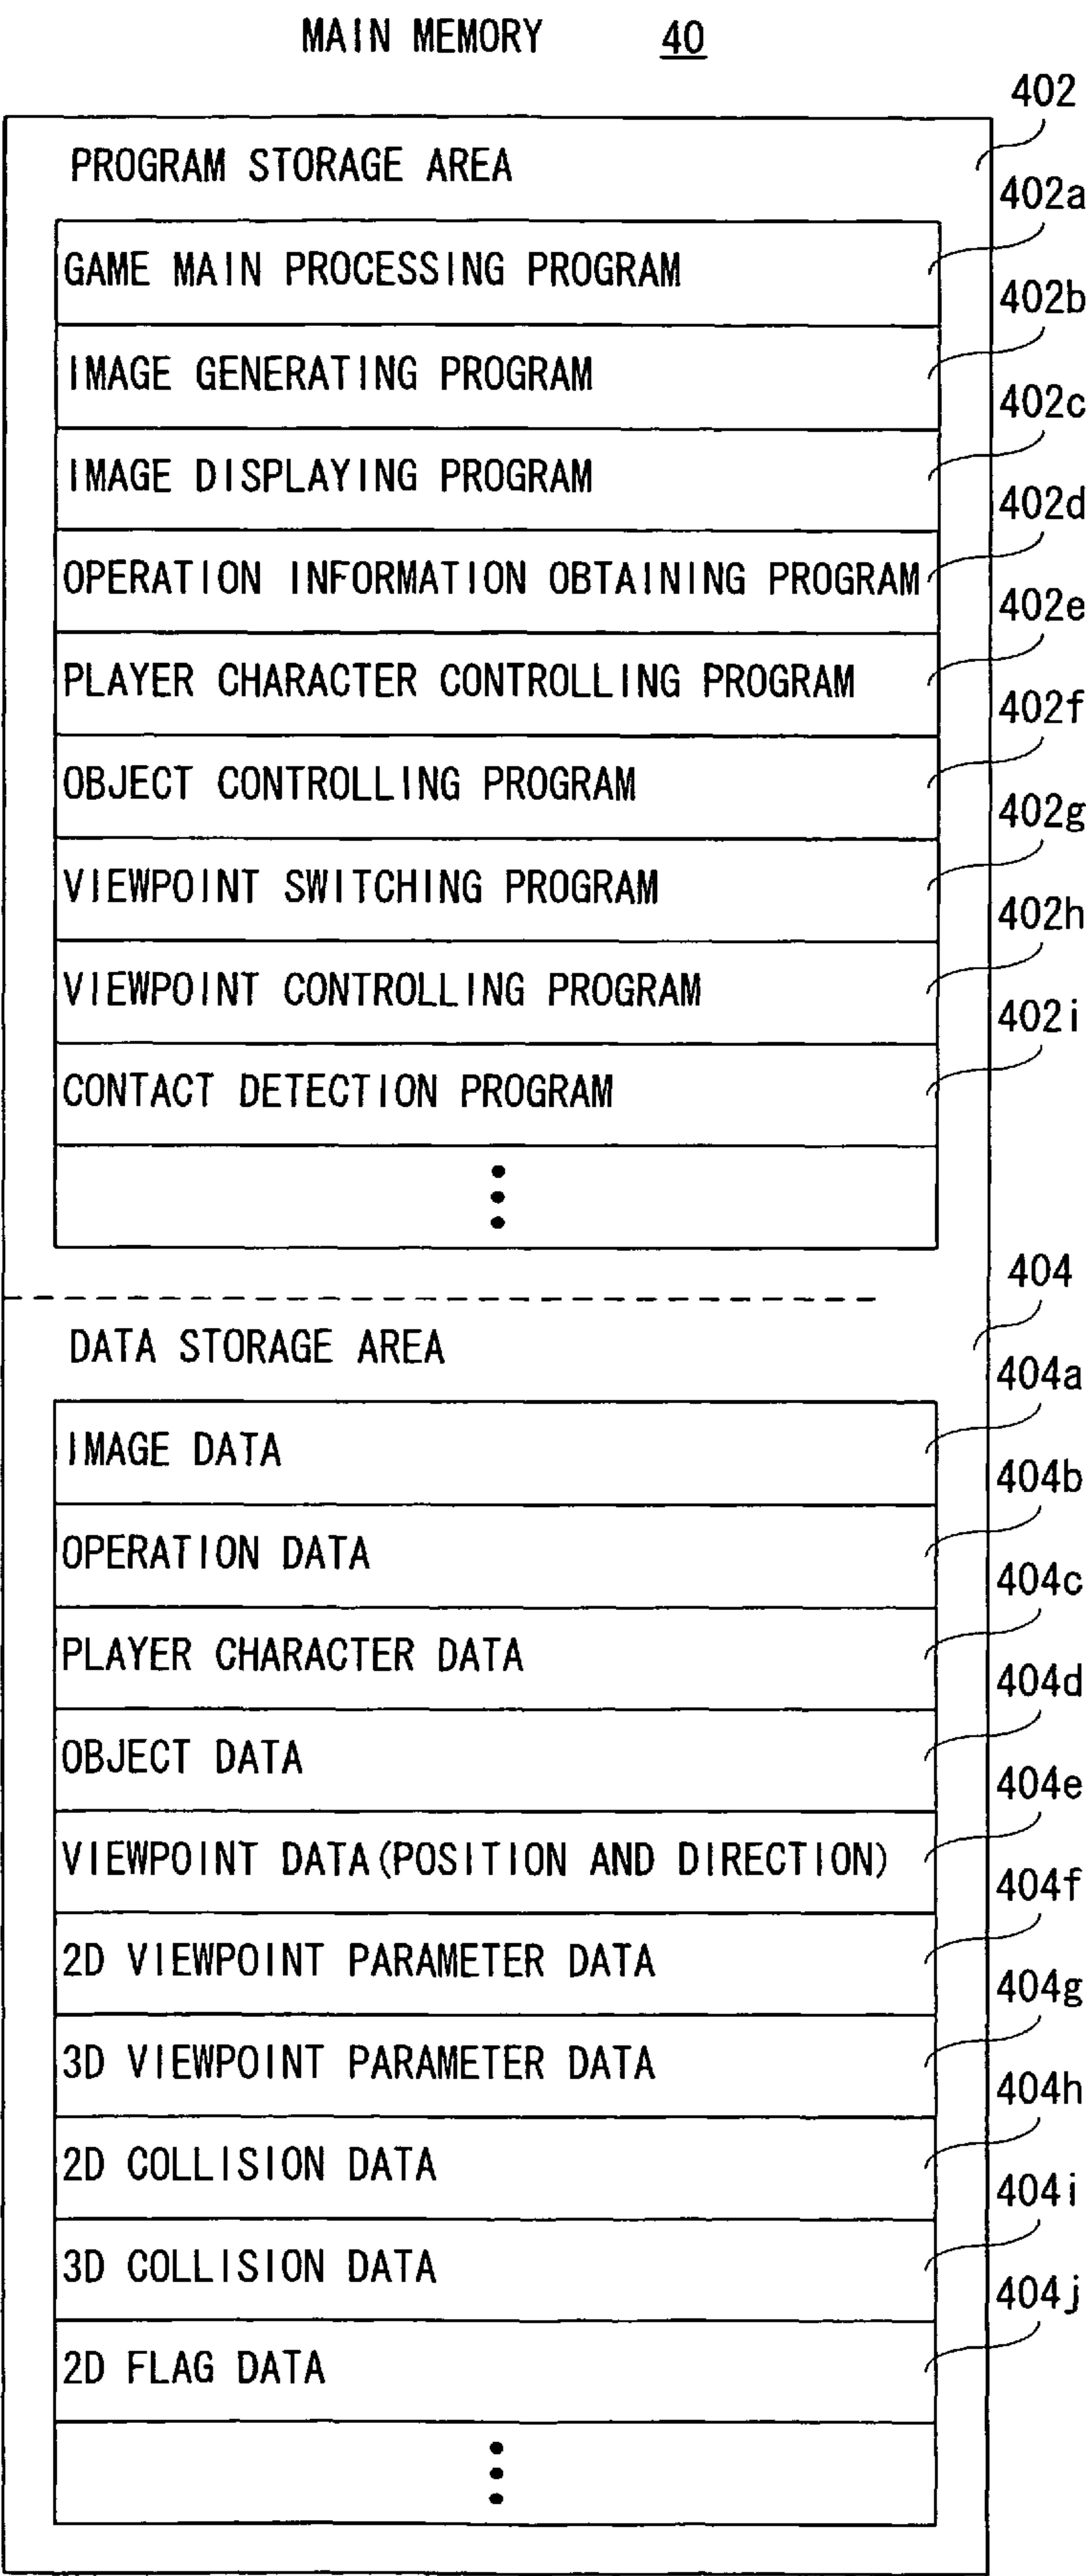 MAIN MEMORY 40
402
PROGRAM STORAGE AREA
402a
GAME MAIN PROCESSING PROGRAM
402b
IMAGE GENERATING PROGRAM
402c
IMAGE DISPLAYING PROGRAM
402d
OPERATION INFORMATION OBTAINING PROGRAM
402e
PLAYER CHARACTER CONTROLLING PROGRAM
402f
OBJECT CONTROLLING PROGRAM
402g
VIEWPOINT SWITCHING PROGRAM
402h
VIEWPOINT CONTROLLING PROGRAM
402i
CONTACT DETECTION PROGRAM
404
DATA STORAGE AREA
404a
IMAGE DATA
404b
OPERATION DATA
404c
PLAYER CHARACTER DATA
404d
OBJECT DATA
404e
VIEWPOINT DATA(POSITION AND DIRECTION)
404f
2D VIEWPOINT PARAMETER DATA
404g
3D VIEWPOINT PARAMETER DATA
404h
2D COLLISION DATA
404i
3D COLLISION DATA
404j
2D FLAG DATA